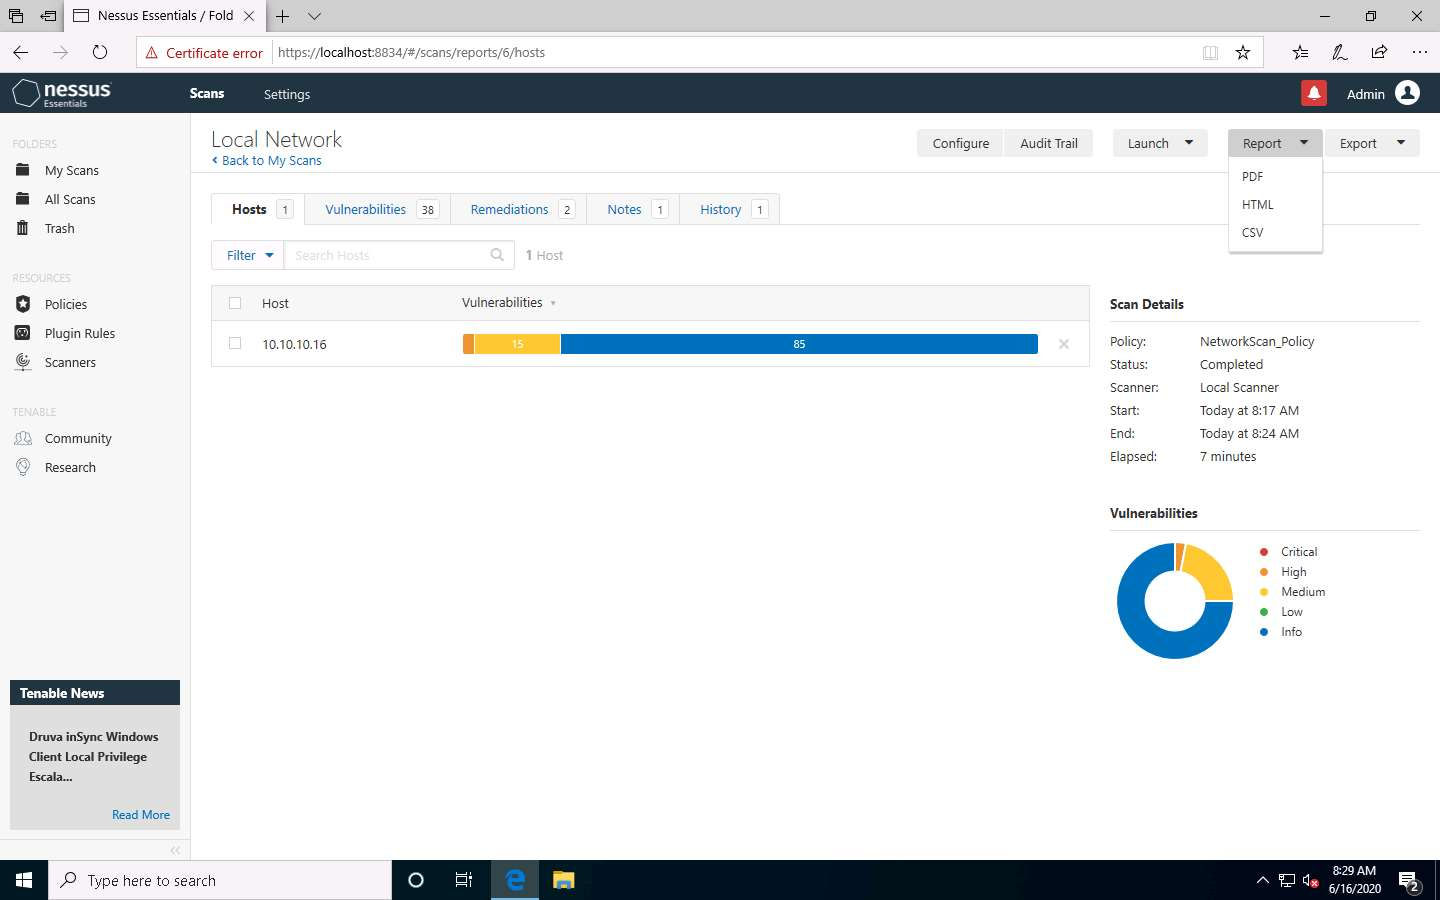 Nessus Essentials / Fold
Certificate error
https://localhost:8834/#/scans/reports/6/hosts
nessus
Essentials
Scans
Settings
Admin
FOLDERS
My Scans
All Scans
Trash
RESOURCES
Policies
Plugin Rules
Scanners
TENABLE
Community
Research
Tenable News
Druva inSync Windows
Client Local Privilege
Escala...
Read More
Local Network
Back to My Scans
Configure
Audit Trail
Launch
Report
Export
PDF
HTML
CSV
Hosts 1
Vulnerabilities 38
Remediations 2
Notes 1
History 1
Filter
Search Hosts
1 Host
Host
Vulnerabilities
10.10.10.16
15
85
Scan Details
Policy: NetworkScan_Policy
Status: Completed
Scanner: Local Scanner
Start: Today at 8:17 AM
End: Today at 8:24 AM
Elapsed: 7 minutes
Vulnerabilities
Critical
High
Medium
Low
Info
Type here to search
8:29 AM
6/16/2020
2